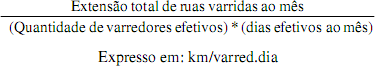 Extensão total de ruas varridas ao mês
(Quantidade de varredores efetivos) * (dias efetivos ao mês)
Expresso em: km/varred.dia